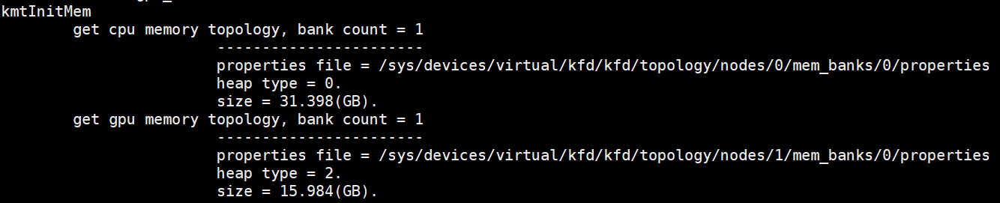 kmtInitMem
get cpu memory topology, bank count = 1
-----------------------
properties file = /sys/devices/virtual/kfd/kfd/topology/nodes/0/mem_banks/0/properties
heap type = 0.
size = 31.398(GB).
get gpu memory topology, bank count = 1
-----------------------
properties file = /sys/devices/virtual/kfd/kfd/topology/nodes/1/mem_banks/0/properties
heap type = 2.
size = 15.984(GB).